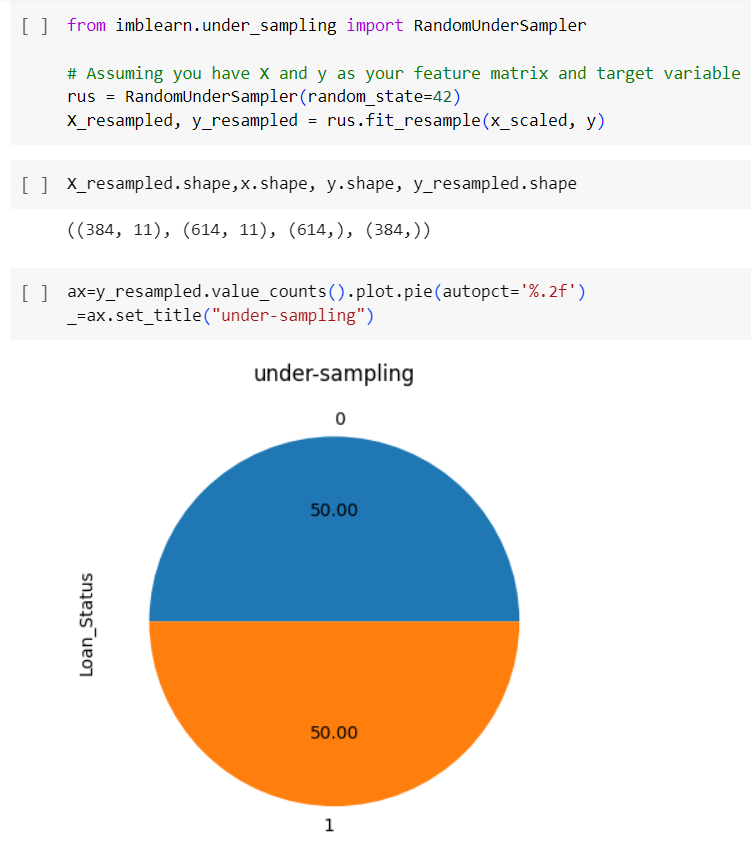 [ ] from imblearn.under_sampling import RandomUnderSampler
# Assuming you have X and y as your feature matrix and target variable
rus = RandomUnderSampler(random_state=42)
X_resampled, y_resampled = rus.fit_resample(x_scaled, y)
[ ] X_resampled.shape,x.shape, y.shape, y_resampled.shape
((384, 11), (614, 11), (614,), (384,))
[ ] ax=y_resampled.value_counts().plot.pie(autopct='%.2f')
_=ax.set_title("under-sampling")
under-sampling
0
50.00
Loan_Status
50.00
1